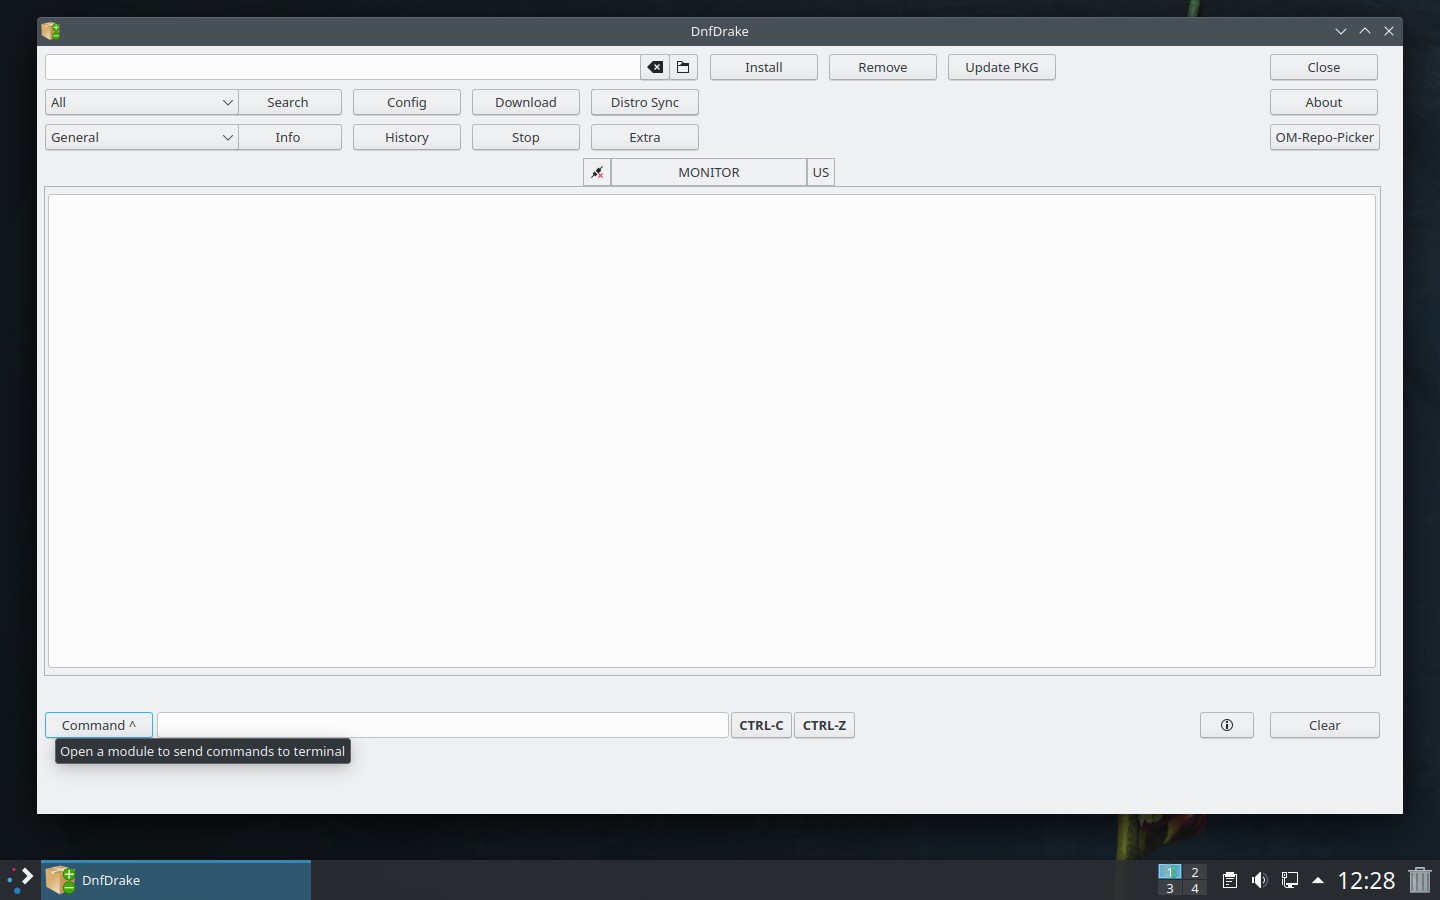 DnfDrake
Install
Remove
Update PKG
Close
All
Search
Config
Download
Distro Sync
About
General
Info
History
Stop
Extra
OM-Repo-Picker
MONITOR
US
Command ^
CTRL-C
CTRL-Z
Clear
Open a module to send commands to terminal
DnfDrake
1
2
3
4
12:28